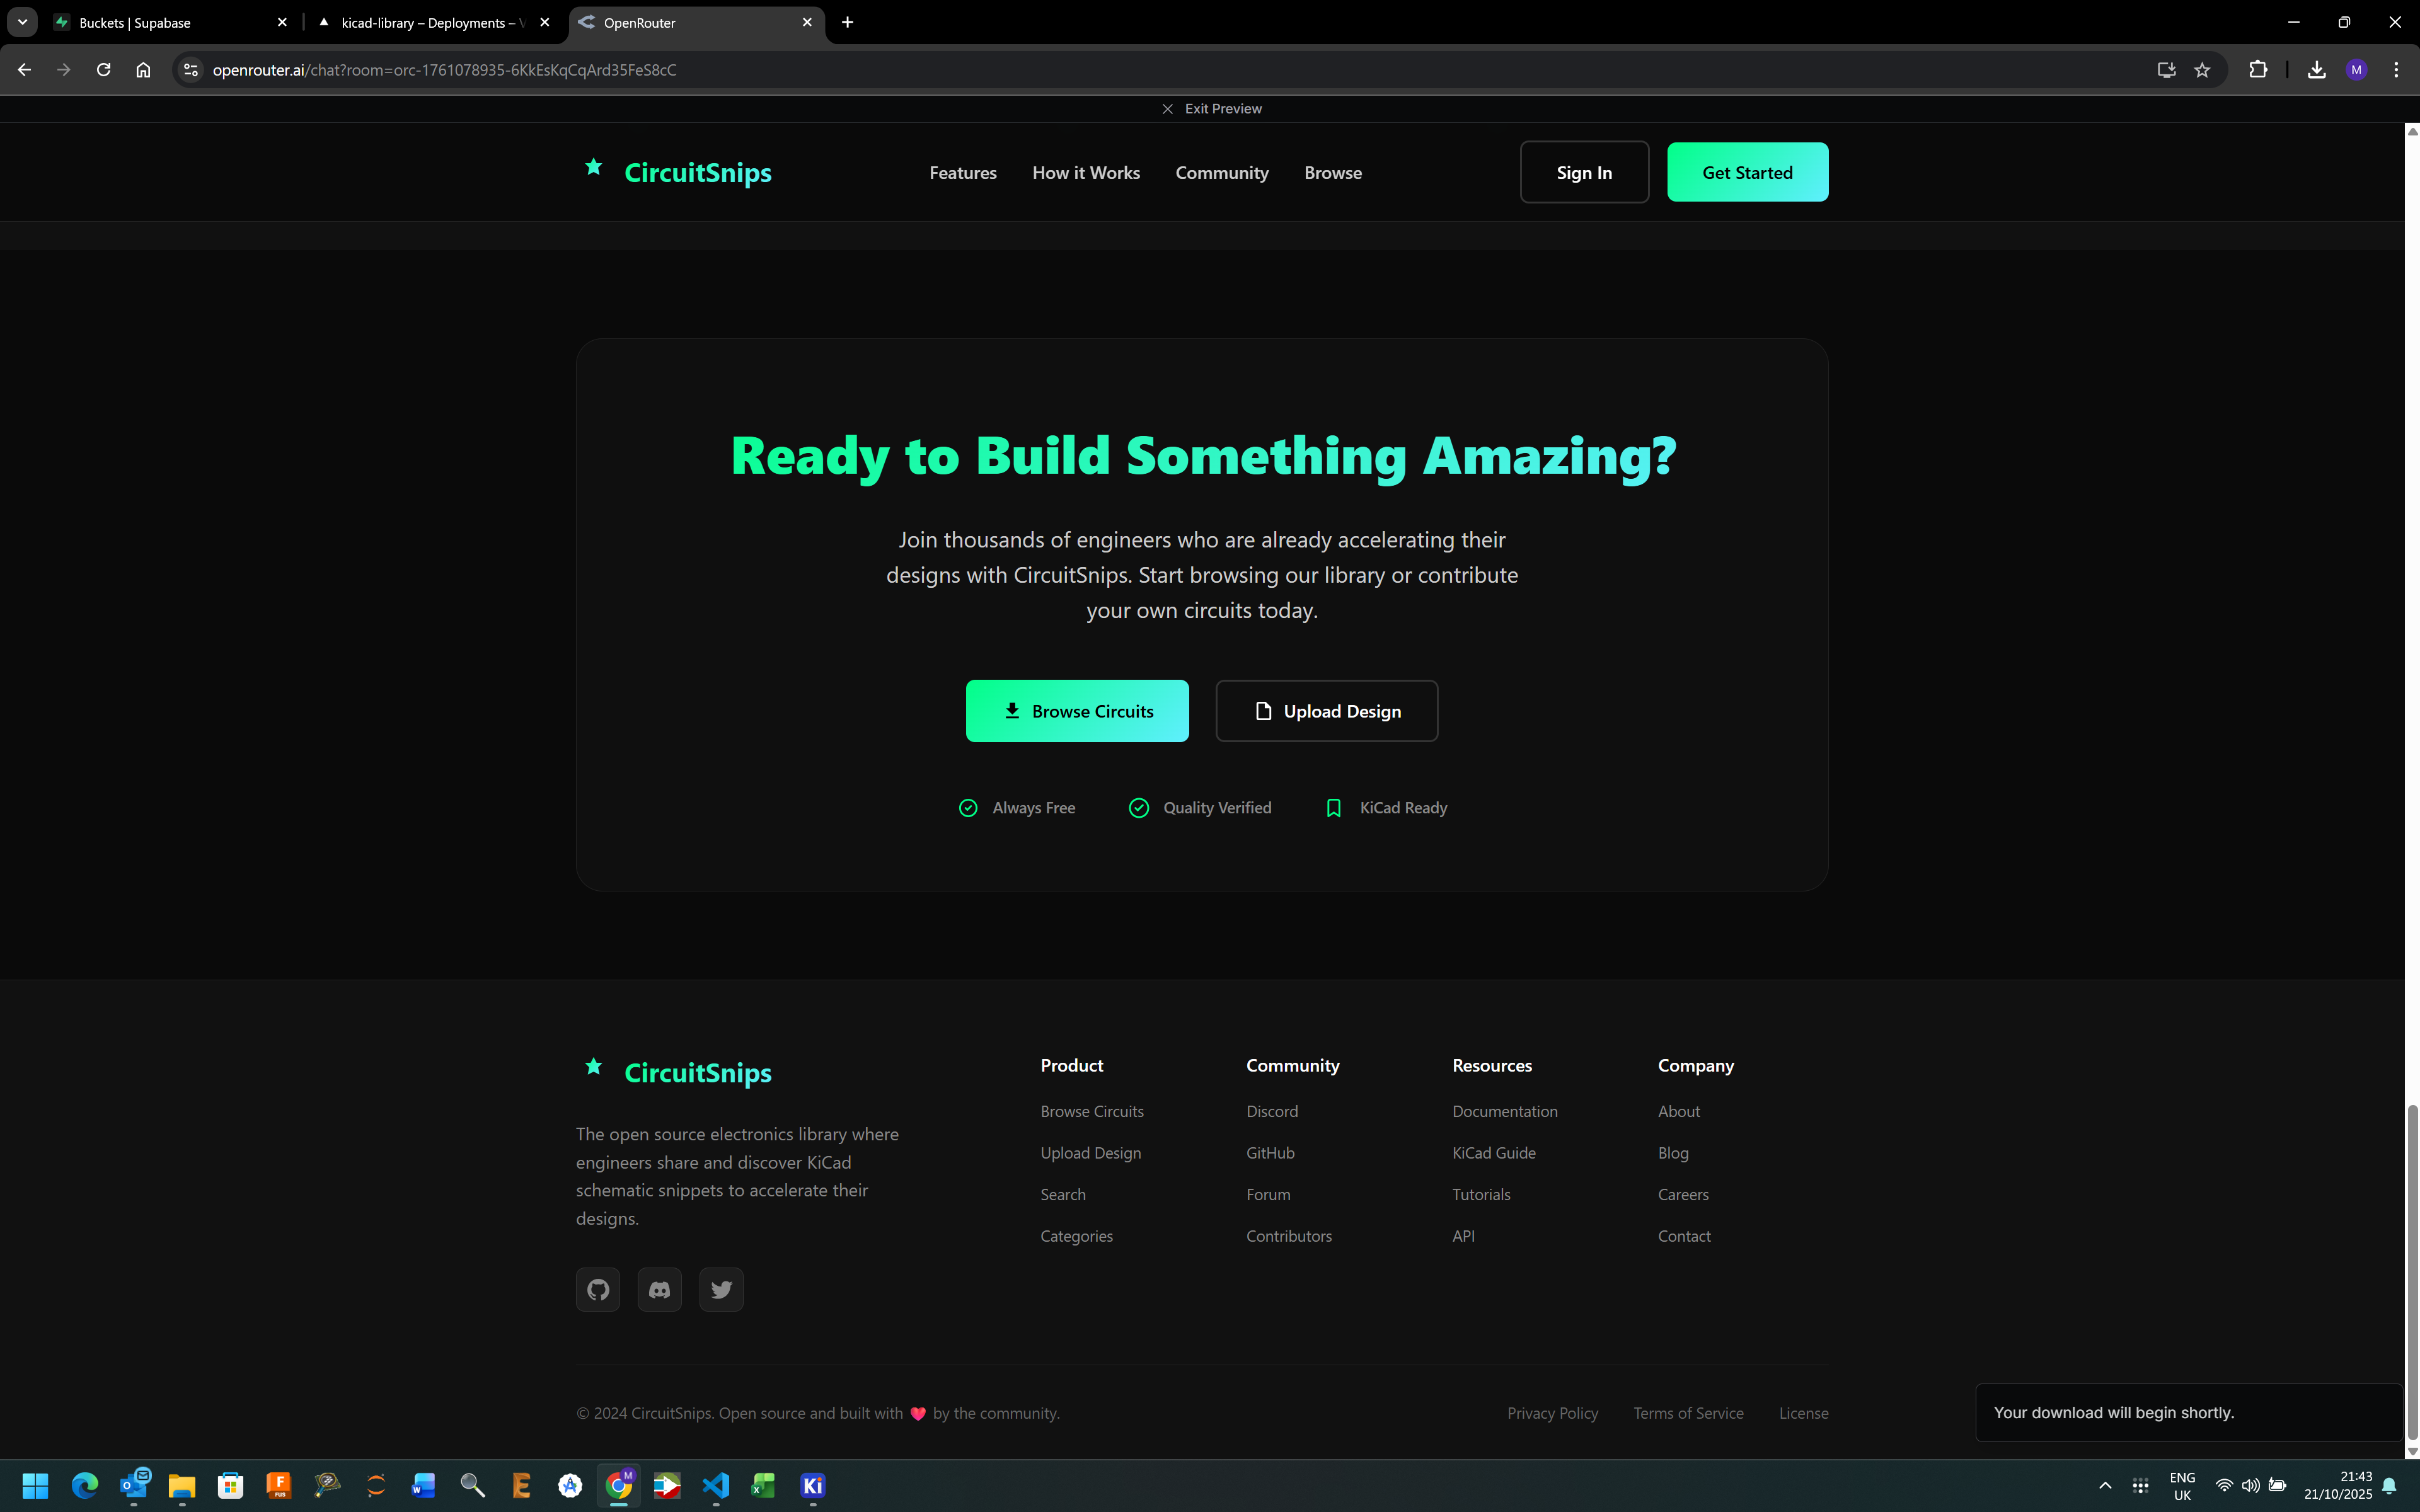 Buckets | Supabase
kicad-library – Deployments –
OpenRouter
openrouter.ai/chat?room=orc-1761078935-6KkEsKqCqArd35FeS8cC
M
Exit Preview
CircuitSnips
Features
How it Works
Community
Browse
Sign In
Get Started
Ready to Build Something Amazing?
Join thousands of engineers who are already accelerating their
designs with CircuitSnips. Start browsing our library or contribute
your own circuits today.
Browse Circuits
Upload Design
Always Free
Quality Verified
KiCad Ready
CircuitSnips
The open source electronics library where
engineers share and discover KiCad
schematic snippets to accelerate their
designs.
Product
Browse Circuits
Upload Design
Search
Categories
Community
Discord
GitHub
Forum
Contributors
Resources
Documentation
KiCad Guide
Tutorials
API
Company
About
Blog
Careers
Contact
© 2024 CircuitSnips. Open source and built with ❤️ by the community.
Privacy Policy
Terms of Service
License
Your download will begin shortly.
F
FUS
W
E
M
X
Ki
ENG
UK
21:43
21/10/2025